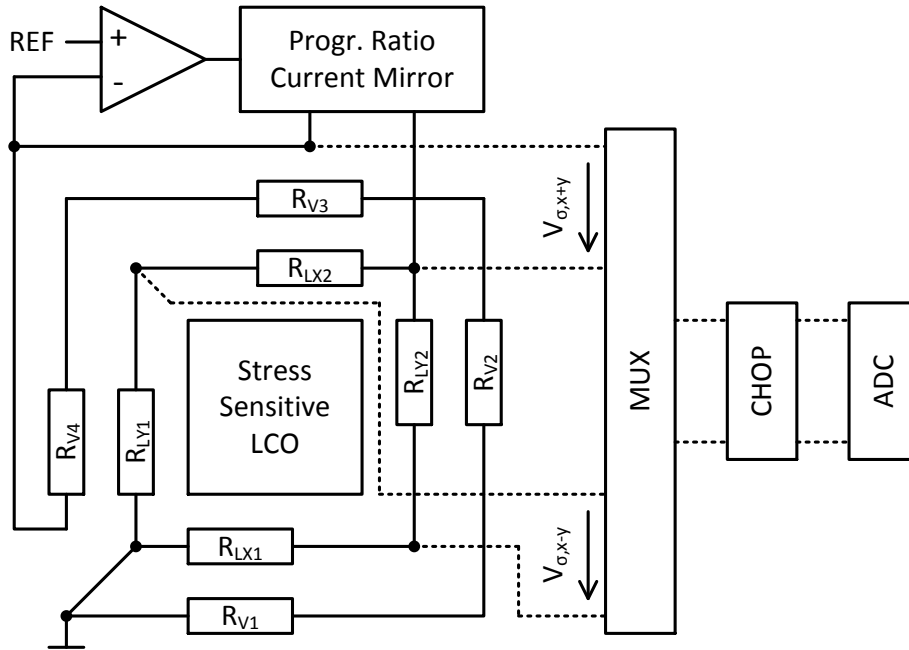 REF
+
-
Progr. Ratio
Current Mirror
R_V3
V_σ,x+y
R_LX2
R_LY2
R_V2
Stress
Sensitive
LCO
R_V4
R_LY1
MUX
CHOP
ADC
R_LX1
V_σ,x-y
R_V1